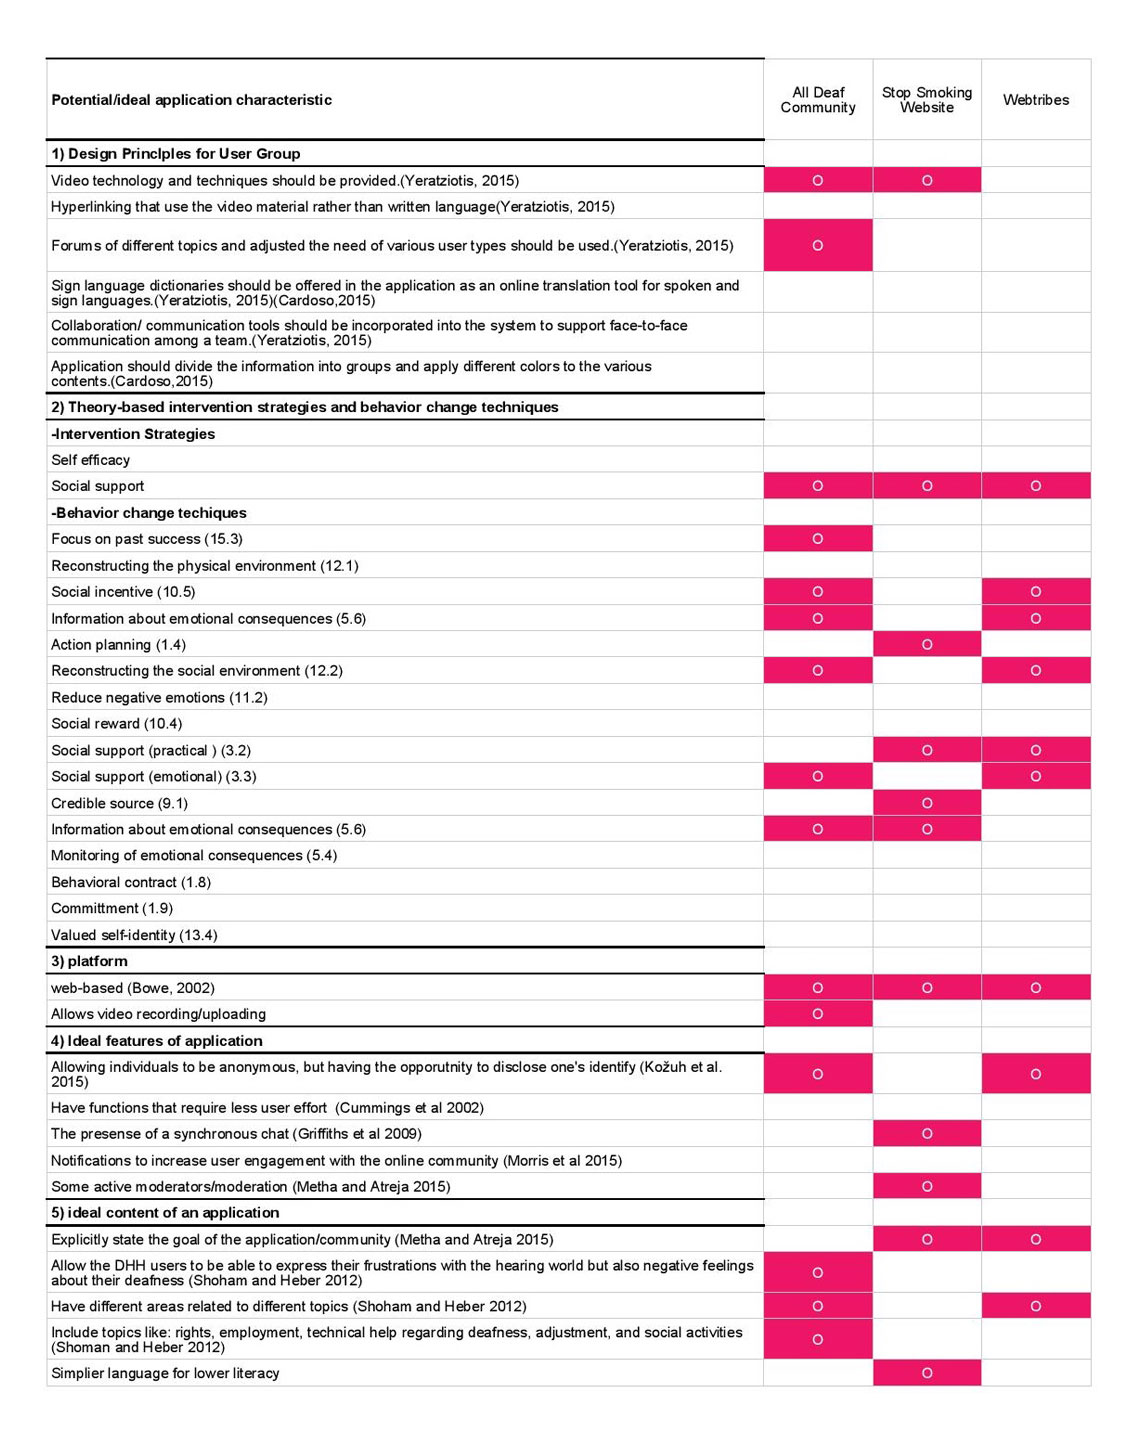 Potential/ideal application characteristic
All Deaf
Community
Stop Smoking
Website
Webtribes
1) Design PrincIples for User Group
Video technology and techniques should be provided.(Yeratziotis, 2015) O O
Hyperlinking that use the video material rather than written language(Yeratziotis, 2015)
Forums of different topics and adjusted the need of various user types should be used.(Yeratziotis, 2015) O
Sign language dictionaries should be offered in the application as an online translation tool for spoken and
sign languages.(Yeratziotis, 2015)(Cardoso,2015)
Collaboration/ communication tools should be incorporated into the system to support face-to-face
communication among a team.(Yeratziotis, 2015)
Application should divide the information into groups and apply different colors to the various
contents.(Cardoso,2015)
2) Theory-based intervention strategies and behavior change techniques
-Intervention Strategies
Self efficacy
Social support O O O
-Behavior change techiques
Focus on past success (15.3) O
Reconstructing the physical environment (12.1)
Social incentive (10.5) O O
Information about emotional consequences (5.6) O O
Action planning (1.4) O
Reconstructing the social environment (12.2) O O
Reduce negative emotions (11.2)
Social reward (10.4)
Social support (practical ) (3.2) O O
Social support (emotional) (3.3) O O
Credible source (9.1) O
Information about emotional consequences (5.6) O O
Monitoring of emotional consequences (5.4)
Behavioral contract (1.8)
Committment (1.9)
Valued self-identity (13.4)
3) platform
web-based (Bowe, 2002) O O O
Allows video recording/uploading O
4) Ideal features of application
Allowing individuals to be anonymous, but having the opporutnity to disclose one's identify (Kožuh et al.
2015) O O
Have functions that require less user effort (Cummings et al 2002)
The presense of a synchronous chat (Griffiths et al 2009) O
Notifications to increase user engagement with the online community (Morris et al 2015)
Some active moderators/moderation (Metha and Atreja 2015) O
5) ideal content of an application
Explicitly state the goal of the application/community (Metha and Atreja 2015) O O
Allow the DHH users to be able to express their frustrations with the hearing world but also negative feelings
about their deafness (Shoham and Heber 2012) O
Have different areas related to different topics (Shoham and Heber 2012) O O
Include topics like: rights, employment, technical help regarding deafness, adjustment, and social activities
(Shoman and Heber 2012) O
Simplier language for lower literacy O